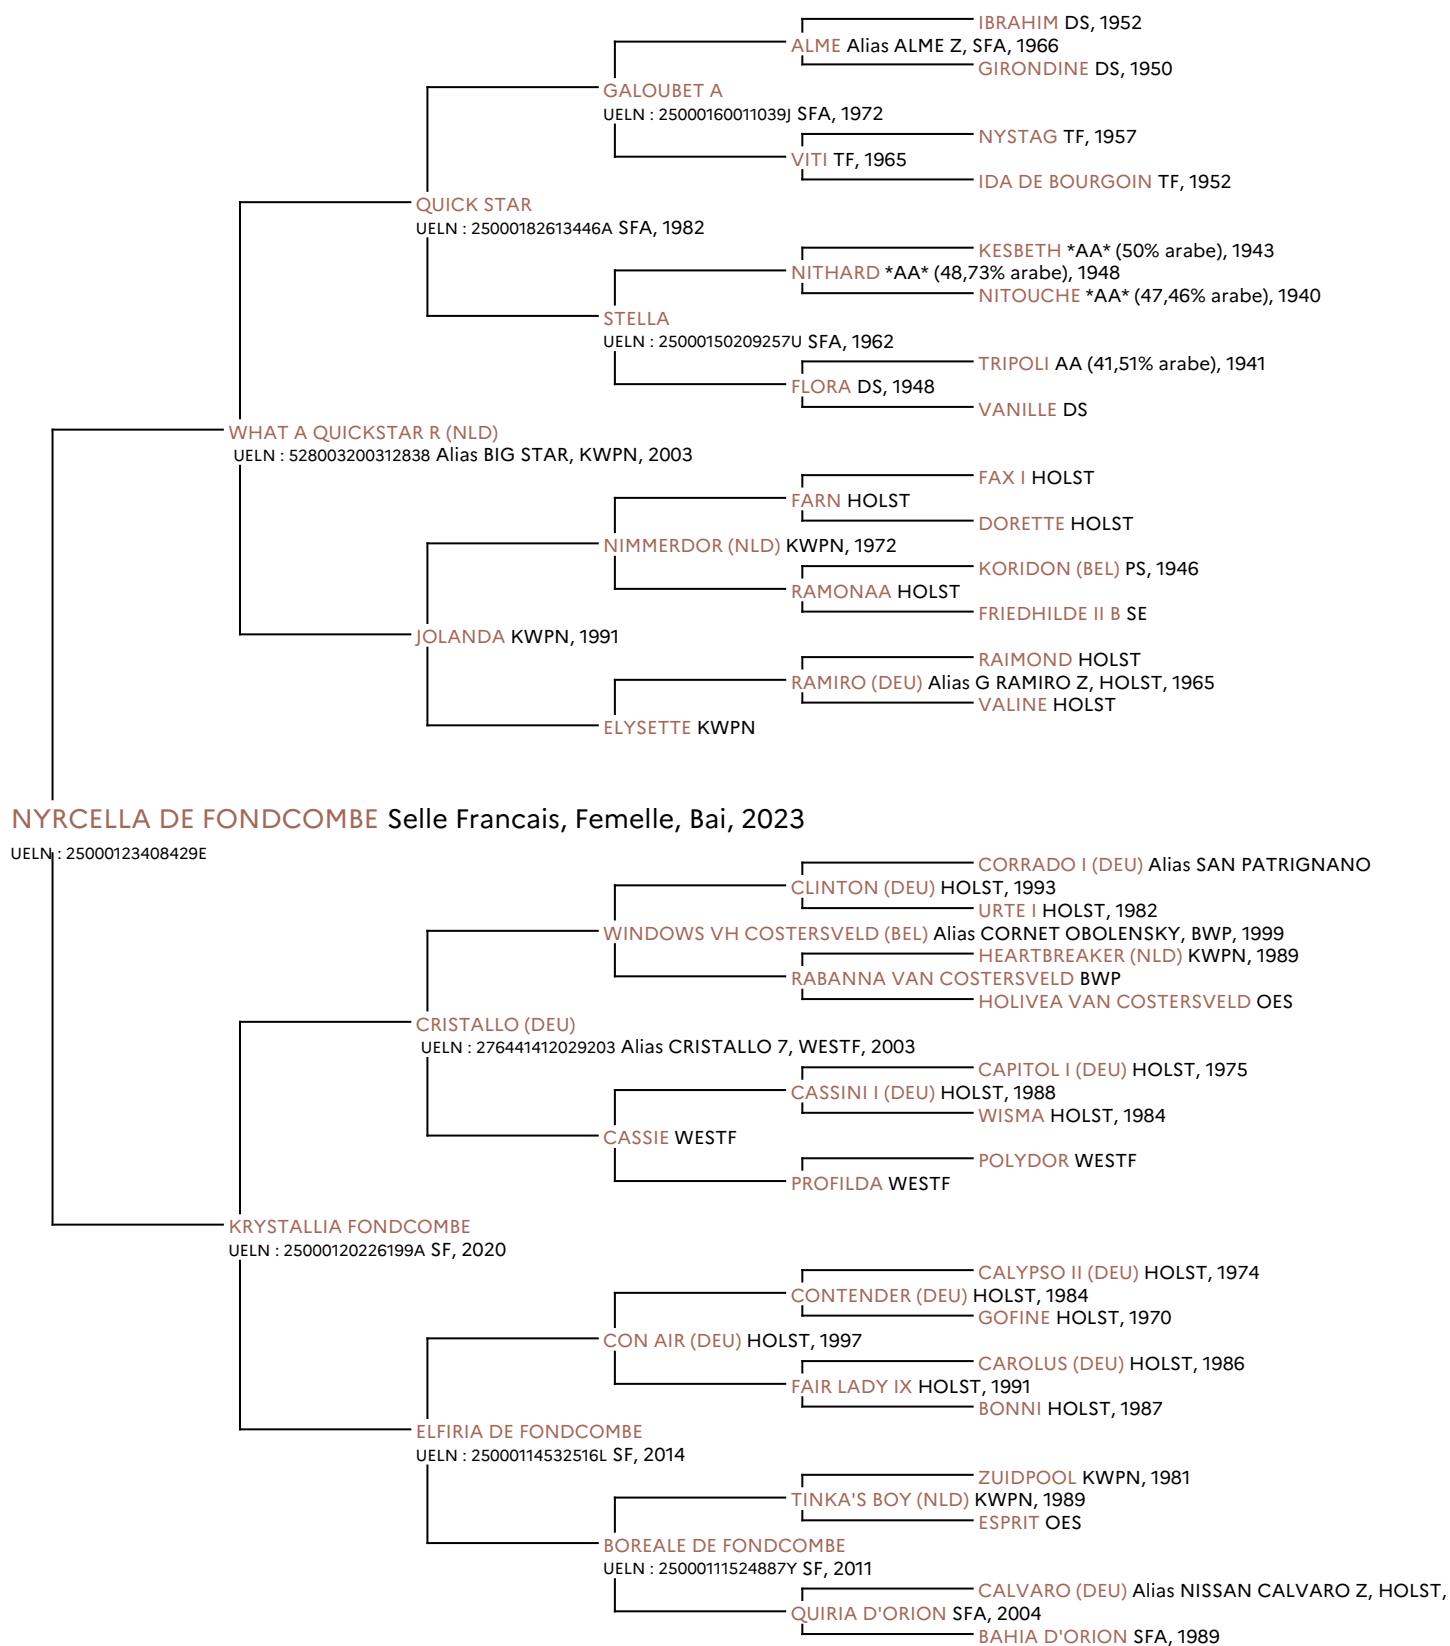 IBRAHIM DS, 1952
ALME Alias ALME Z, SFA, 1966
GIRONDINE DS, 1950
GALOUBET A
UELN : 25000160011039J SFA, 1972
NYSTAG TF, 1957
VITI TF, 1965
IDA DE BOURGOIN TF, 1952
QUICK STAR
UELN : 25000182613446A SFA, 1982
KESBETH *AA* (50% arabe), 1943
NITHARD *AA* (48,73% arabe), 1948
NITOUCHE *AA* (47,46% arabe), 1940
STELLA
UELN : 25000150209257U SFA, 1962
TRIPOLI AA (41,51% arabe), 1941
FLORA DS, 1948
VANILLE DS
WHAT A QUICKSTAR R (NLD)
UELN : 528003200312838 Alias BIG STAR, KWPN, 2003
FAX I HOLST
FARN HOLST
DORETTE HOLST
NIMMERDOR (NLD) KWPN, 1972
KORIDON (BEL) PS, 1946
RAMONAA HOLST
FRIEDHILDE II B SE
JOLANDA KWPN, 1991
RAIMOND HOLST
RAMIRO (DEU) Alias G RAMIRO Z, HOLST, 1965
VALINE HOLST
ELYSETTE KWPN
NYRCELLA DE FONDCOMBE Selle Francais, Femelle, Bai, 2023
UELN : 25000123408429E
CORRADO I (DEU) Alias SAN PATRIGNANO
CLINTON (DEU) HOLST, 1993
URTE I HOLST, 1982
WINDOWS VH COSTERSVELD (BEL) Alias CORNET OBOLENSKY, BWP, 1999
HEARTBREAKER (NLD) KWPN, 1989
RABANNA VAN COSTERSVELD BWP
HOLIVEA VAN COSTERSVELD OES
CRISTALLO (DEU)
UELN : 276441412029203 Alias CRISTALLO 7, WESTF, 2003
CAPITOL I (DEU) HOLST, 1975
CASSINI I (DEU) HOLST, 1988
WISMA HOLST, 1984
CASSIE WESTF
POLYDOR WESTF
PROFILDA WESTF
KRYSTALLIA FONDCOMBE
UELN : 25000120226199A SF, 2020
CALYPSO II (DEU) HOLST, 1974
CONTENDER (DEU) HOLST, 1984
GOFINE HOLST, 1970
CON AIR (DEU) HOLST, 1997
CAROLUS (DEU) HOLST, 1986
FAIR LADY IX HOLST, 1991
BONNI HOLST, 1987
ELFIRIA DE FONDCOMBE
UELN : 25000114532516L SF, 2014
ZUIDPOOL KWPN, 1981
TINKA'S BOY (NLD) KWPN, 1989
ESPRIT OES
BOREALE DE FONDCOMBE
UELN : 25000111524887Y SF, 2011
CALVARO (DEU) Alias NISSAN CALVARO Z, HOLST,
QUIRIA D'ORION SFA, 2004
BAHIA D'ORION SFA, 1989